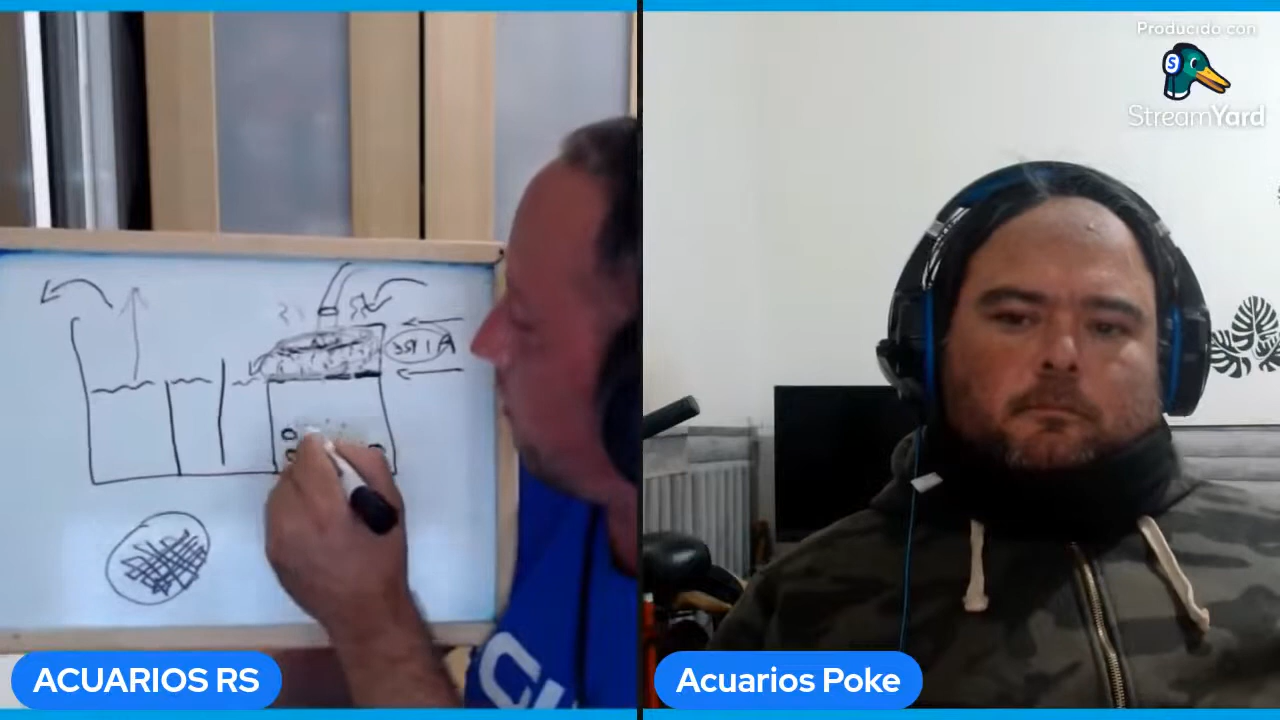 Producido con
S
StreamYard
ACUARIOS RS
Acuarios Poke